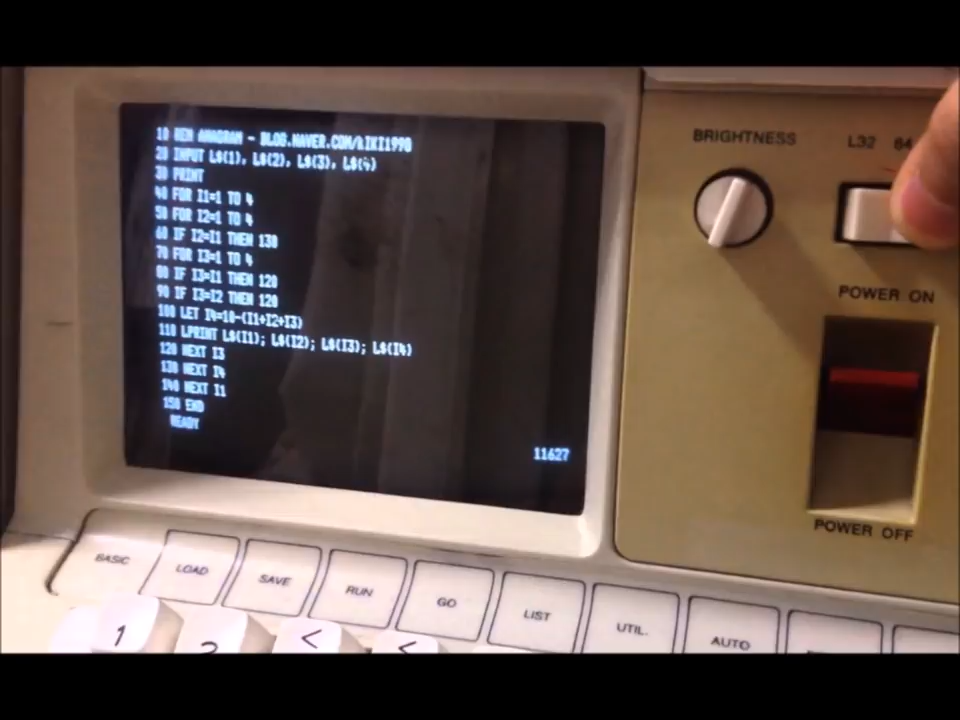 10 REM ANAGRAM - BLOG.NAVER.COM/KIKI1990
20 INPUT L$(1), L$(2), L$(3), L$(4)
30 PRINT
40 FOR I1=1 TO 4
50 FOR I2=1 TO 4
60 IF I2=I1 THEN 130
70 FOR I3=1 TO 4
80 IF I3=I1 THEN 120
90 IF I3=I2 THEN 120
100 LET I4=10-(I1+I2+I3)
110 LPRINT L$(I1); L$(I2); L$(I3); L$(I4)
120 NEXT I3
130 NEXT I4
140 NEXT I1
150 END
READY
11627
BRIGHTNESS
L32 64
POWER ON
POWER OFF
BASIC
LOAD
SAVE
RUN
GO
LIST
UTIL.
AUTO
1
2
<
<